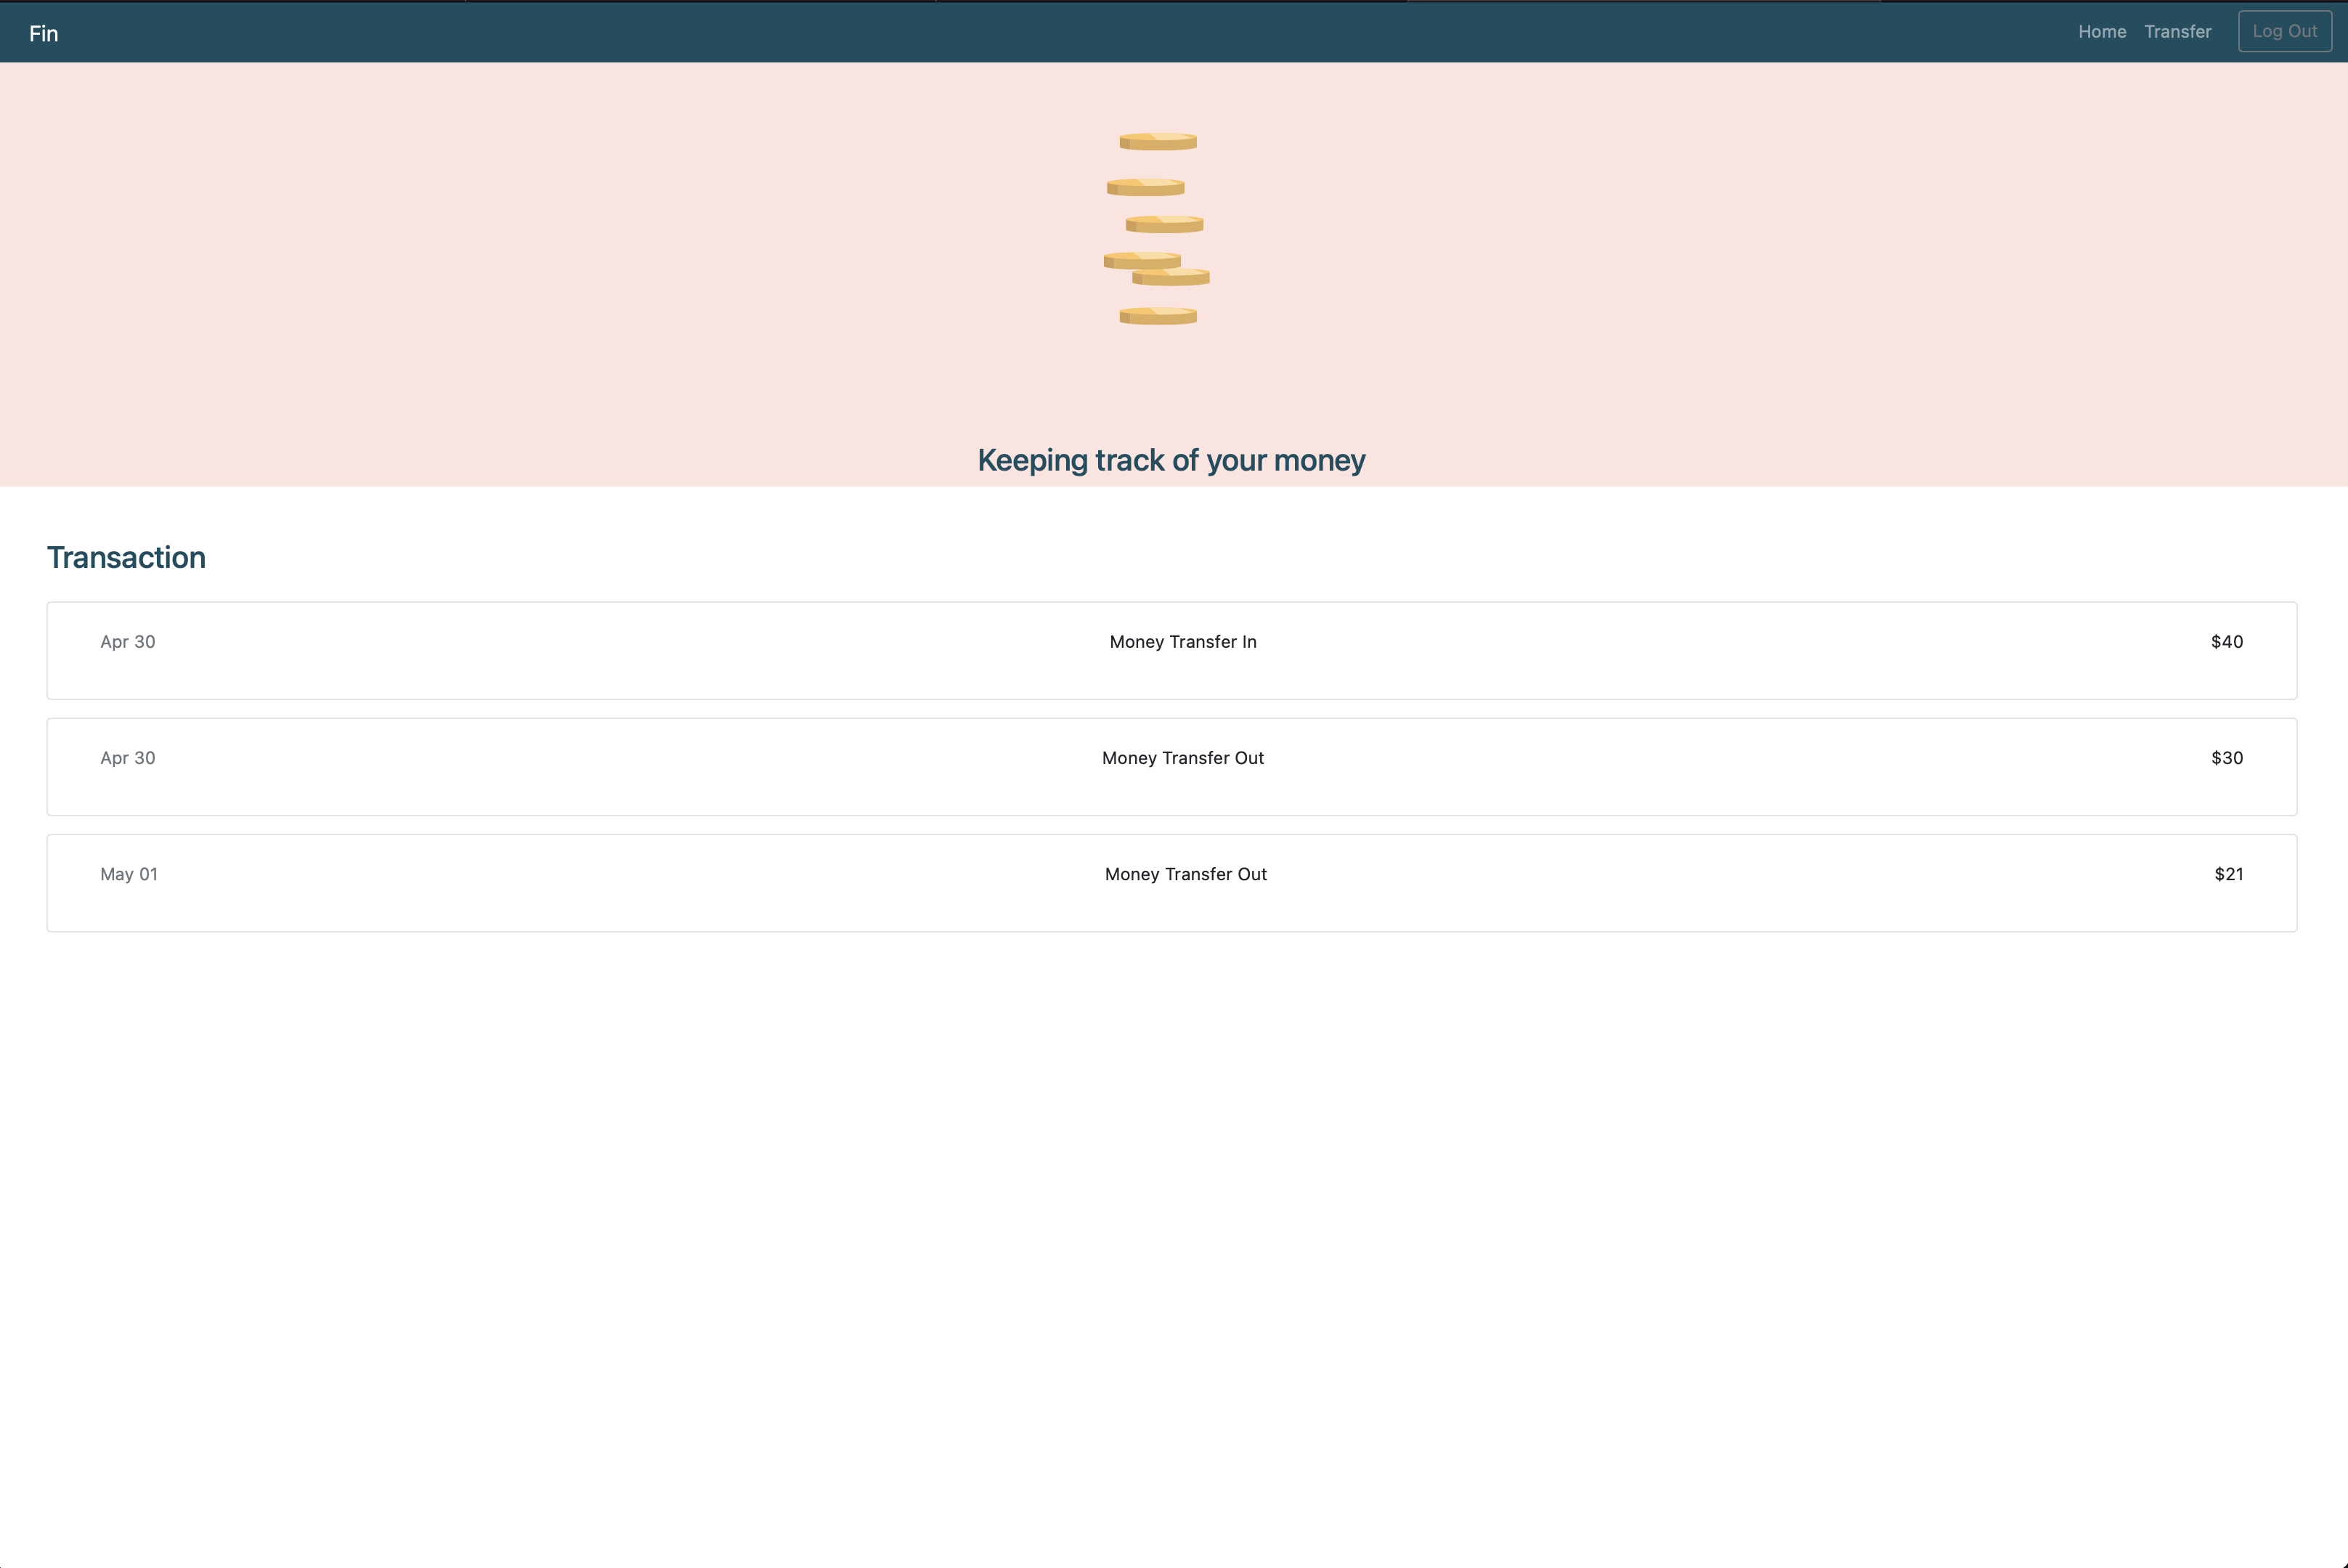 Fin Home Transfer Log Out
Keeping track of your money
Transaction
Apr 30 Money Transfer In $40
Apr 30 Money Transfer Out $30
May 01 Money Transfer Out $21